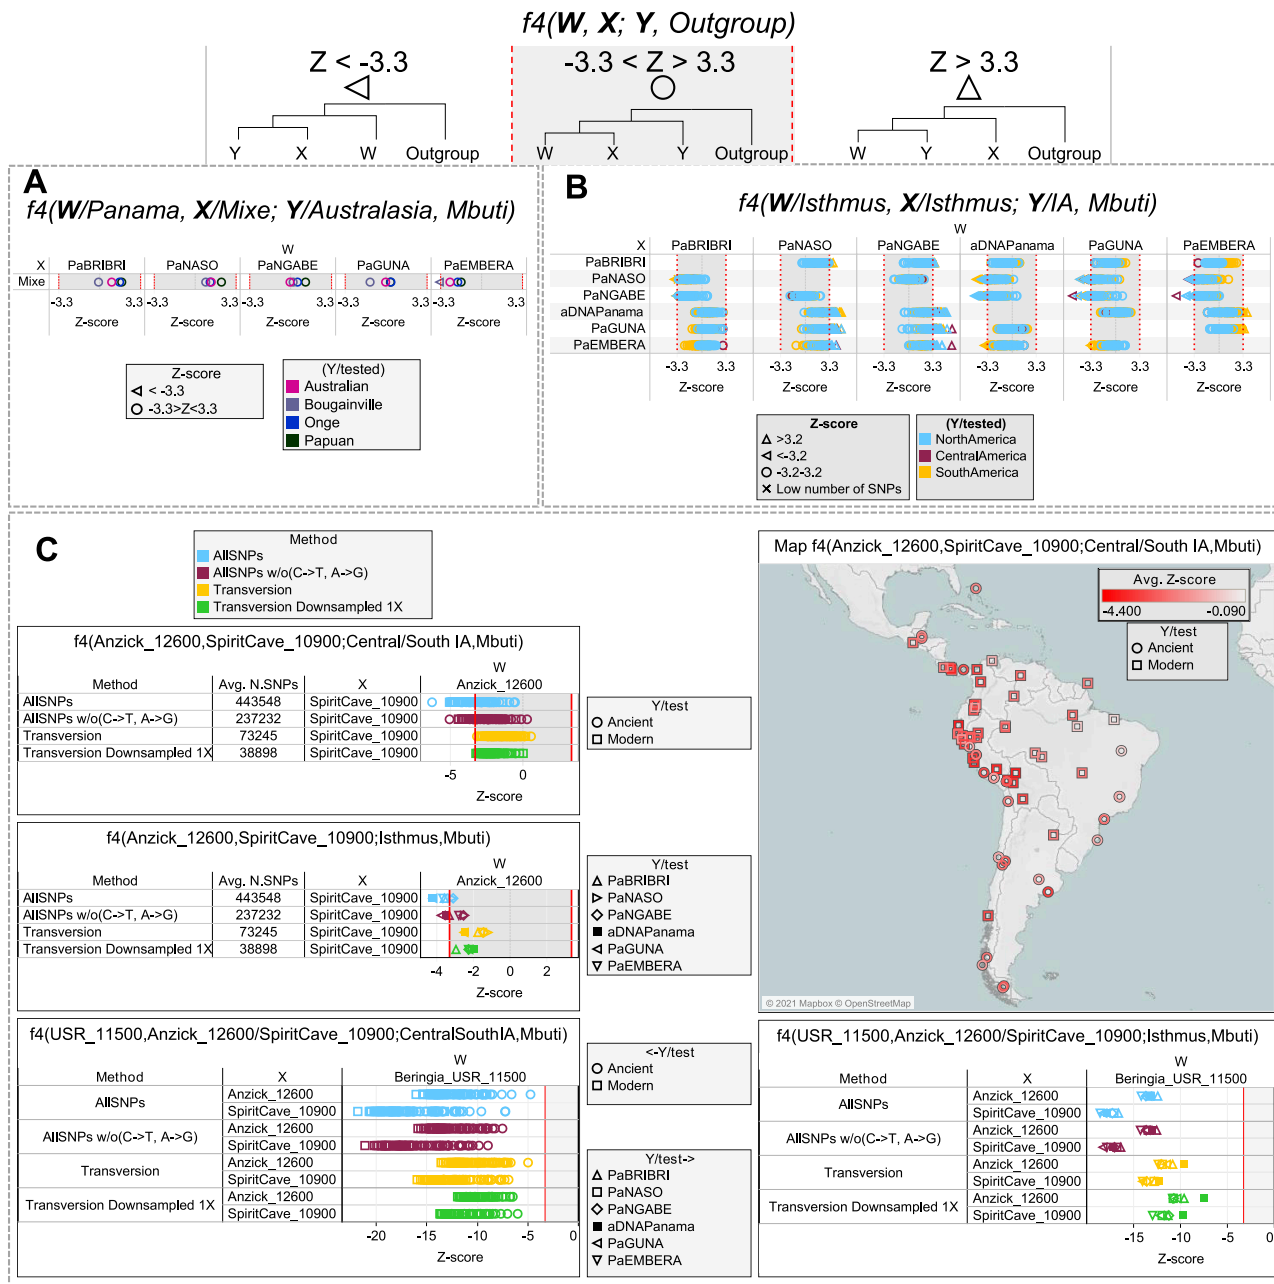 f4(W, X; Y, Outgroup)
Z < -3.3
-3.3 < Z > 3.3
Z > 3.3
Y X W Outgroup
W X Y Outgroup
W Y X Outgroup
A
f4(W/Panama, X/Mixe; Y/Australasia, Mbuti)
W
X PaBRIBRI PaNASO PaNGABE PaGUNA PaEMBERA
Mixe
-3.3 3.3 -3.3 3.3 -3.3 3.3 -3.3 3.3 -3.3 3.3
Z-score Z-score Z-score Z-score Z-score
Z-score
< -3.3
-3.3>Z<3.3
(Y/tested)
Australian
Bougainville
Onge
Papuan
B
f4(W/Isthmus, X/Isthmus; Y/IA, Mbuti)
W
X PaBRIBRI PaNASO PaNGABE aDNAPanama PaGUNA PaEMBERA
PaBRIBRI
PaNASO
PaNGABE
aDNAPanama
PaGUNA
PaEMBERA
-3.3 3.3 -3.3 3.3 -3.3 3.3 -3.3 3.3 -3.3 3.3 -3.3 3.3
Z-score Z-score Z-score Z-score Z-score Z-score
Z-score
>3.2
<-3.2
-3.2-3.2
Low number of SNPs
(Y/tested)
NorthAmerica
CentralAmerica
SouthAmerica
C
Method
AllSNPs
AllSNPs w/o(C->T, A->G)
Transversion
Transversion Downsampled 1X
f4(Anzick_12600,SpiritCave_10900;Central/South IA,Mbuti)
W
Method Avg. N.SNPs X Anzick_12600
AllSNPs 443548 SpiritCave_10900
AllSNPs w/o(C->T, A->G) 237232 SpiritCave_10900
Transversion 73245 SpiritCave_10900
Transversion Downsampled 1X 38898 SpiritCave_10900
-5 0
Z-score
Y/test
Ancient
Modern
f4(Anzick_12600,SpiritCave_10900;Isthmus,Mbuti)
W
Method Avg. N.SNPs X Anzick_12600
AllSNPs 443548 SpiritCave_10900
AllSNPs w/o(C->T, A->G) 237232 SpiritCave_10900
Transversion 73245 SpiritCave_10900
Transversion Downsampled 1X 38898 SpiritCave_10900
-4 -2 0 2
Z-score
Y/test
PaBRIBRI
PaNASO
PaNGABE
aDNAPanama
PaGUNA
PaEMBERA
Map f4(Anzick_12600,SpiritCave_10900;Central/South IA,Mbuti)
Avg. Z-score
-4.400 -0.090
Y/test
Ancient
Modern
© 2021 Mapbox © OpenStreetMap
f4(USR_11500,Anzick_12600/SpiritCave_10900;CentralSouthIA,Mbuti)
W
Method X Beringia_USR_11500
AllSNPs Anzick_12600
SpiritCave_10900
AllSNPs w/o(C->T, A->G) Anzick_12600
SpiritCave_10900
Transversion Anzick_12600
SpiritCave_10900
Transversion Downsampled 1X Anzick_12600
SpiritCave_10900
-20 -15 -10 -5 0
Z-score
<-Y/test
Ancient
Modern
Y/test->
PaBRIBRI
PaNASO
PaNGABE
aDNAPanama
PaGUNA
PaEMBERA
f4(USR_11500,Anzick_12600/SpiritCave_10900;Isthmus,Mbuti)
W
Method X Beringia_USR_11500
AllSNPs Anzick_12600
SpiritCave_10900
AllSNPs w/o(C->T, A->G) Anzick_12600
SpiritCave_10900
Transversion Anzick_12600
SpiritCave_10900
Transversion Downsampled 1X Anzick_12600
SpiritCave_10900
-15 -10 -5 0
Z-score